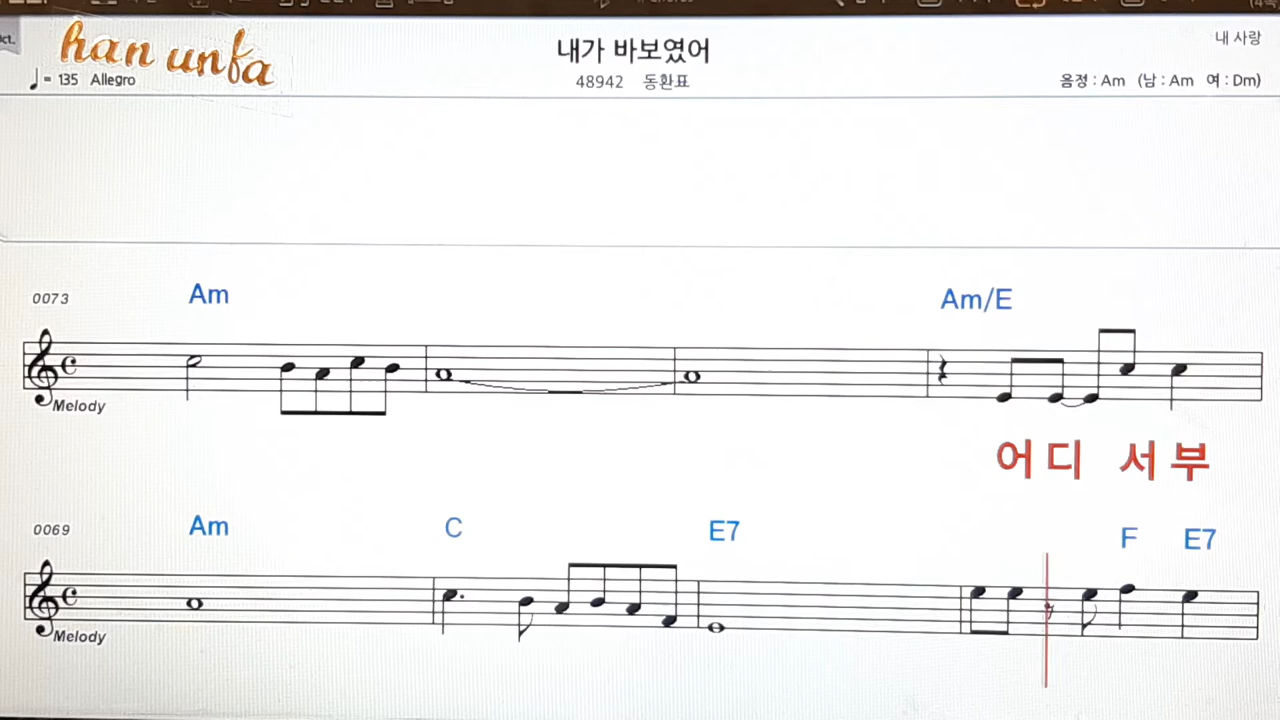 ct.
han unfa
내가 바보였어
내 사랑
= 135 Allegro
48942 동환표
음정 : Am (남 : Am 여 : Dm)
0073
Am
Am/E
Melody
어디 서부
0069
Am C E7 F E7
Melody